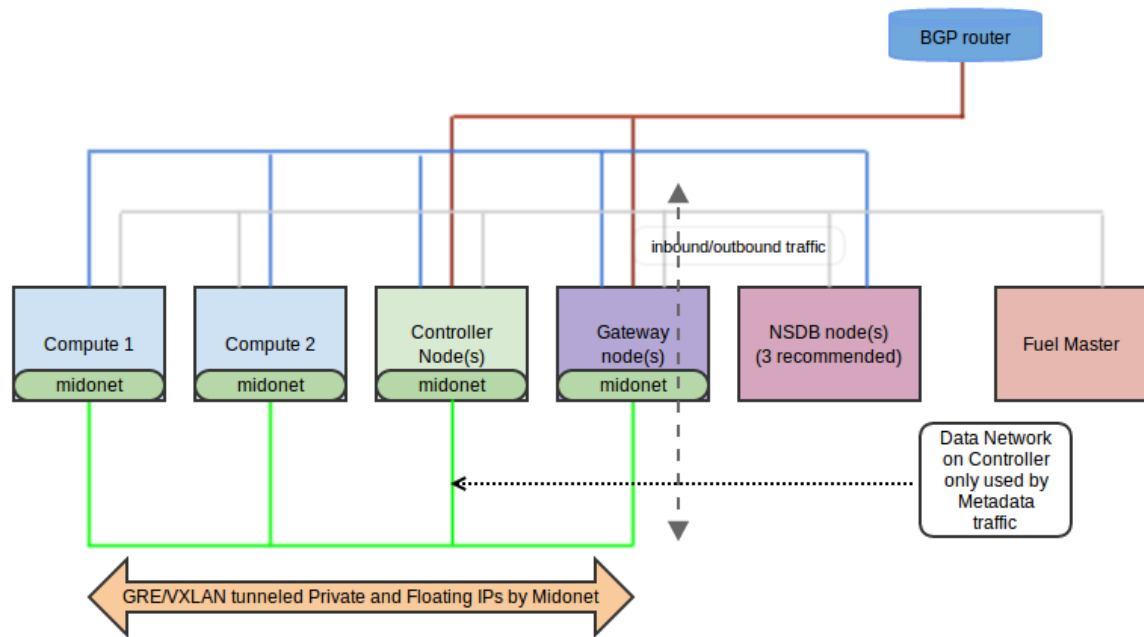 BGP router
inbound/outbound traffic
Compute 1
Compute 2
Controller
Node(s)
Gateway
node(s)
NSDB node(s)
(3 recommended)
Fuel Master
midonet
midonet
midonet
midonet
Data Network
on Controller
only used by
Metadata
traffic
GRE/VXLAN tunneled Private and Floating IPs by Midonet